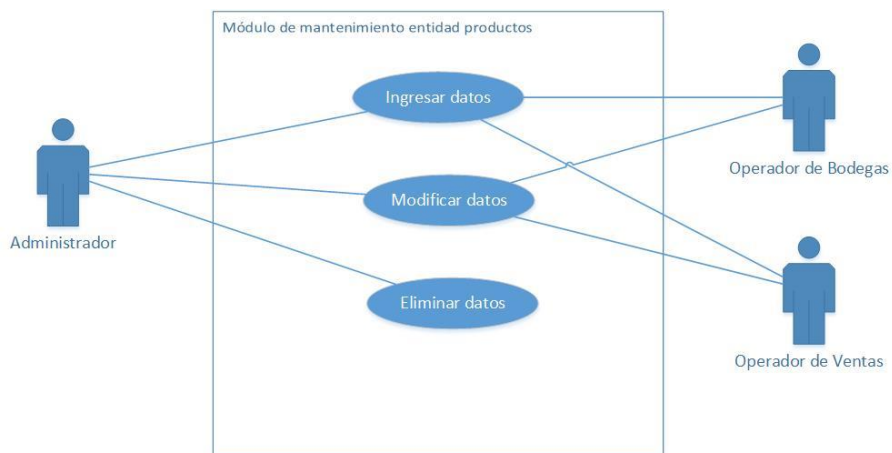 Módulo de mantenimiento entidad productos
Ingresar datos
Operador de Bodegas
Modificar datos
Administrador
Eliminar datos
Operador de Ventas